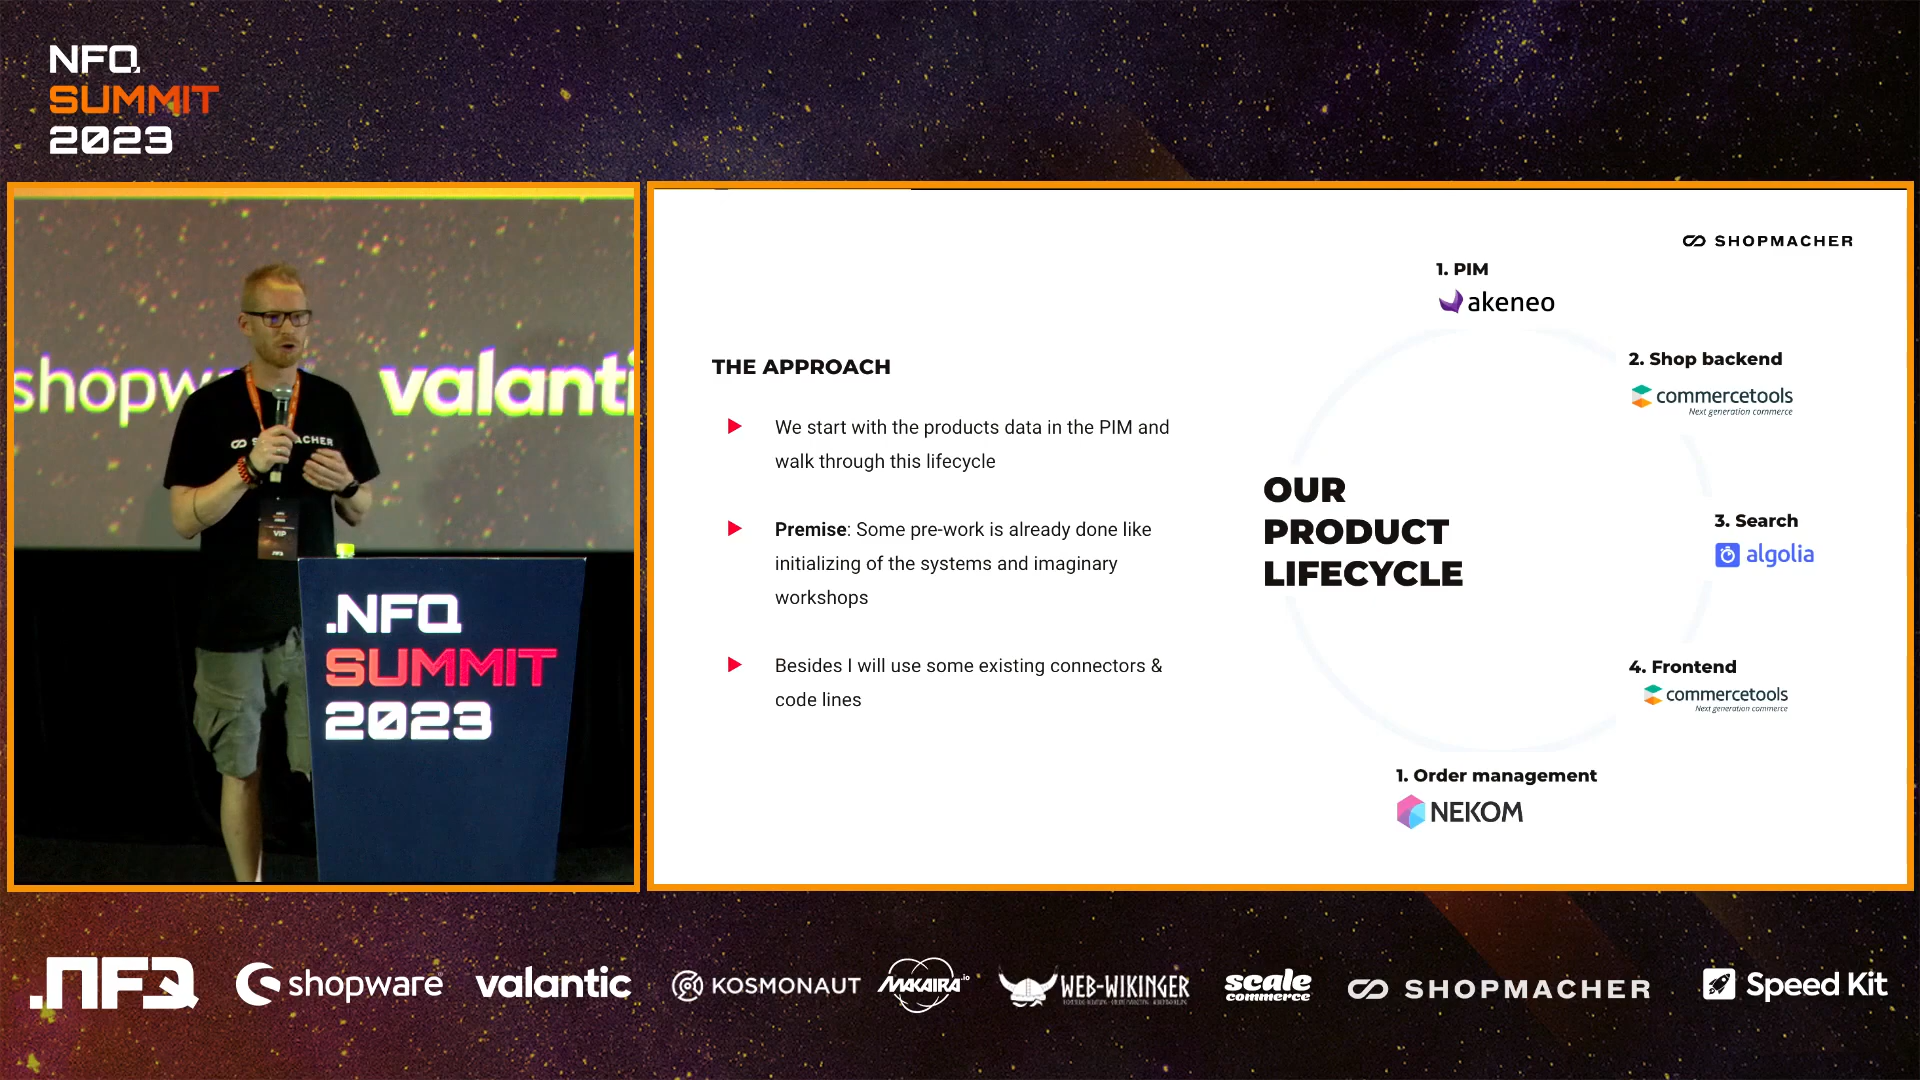 NFQ
SUMMIT
2023
shopw
valanti
SHOPMACHER
VIP
.NFQ
SUMMIT
2023
SHOPMACHER
THE APPROACH
We start with the products data in the PIM and
walk through this lifecycle
Premise: Some pre-work is already done like
initializing of the systems and imaginary
workshops
Besides I will use some existing connectors &
code lines
OUR
PRODUCT
LIFECYCLE
1. PIM
akeneo
2. Shop backend
commercetools
Next generation commerce
3. Search
algolia
4. Frontend
commercetools
Next generation commerce
1. Order management
NEKOM
.NFQ
shopware
valantic
KOSMONAUT
MAKAIRA.io
WEB-WIKINGER
scale
commerce
SHOPMACHER
Speed Kit